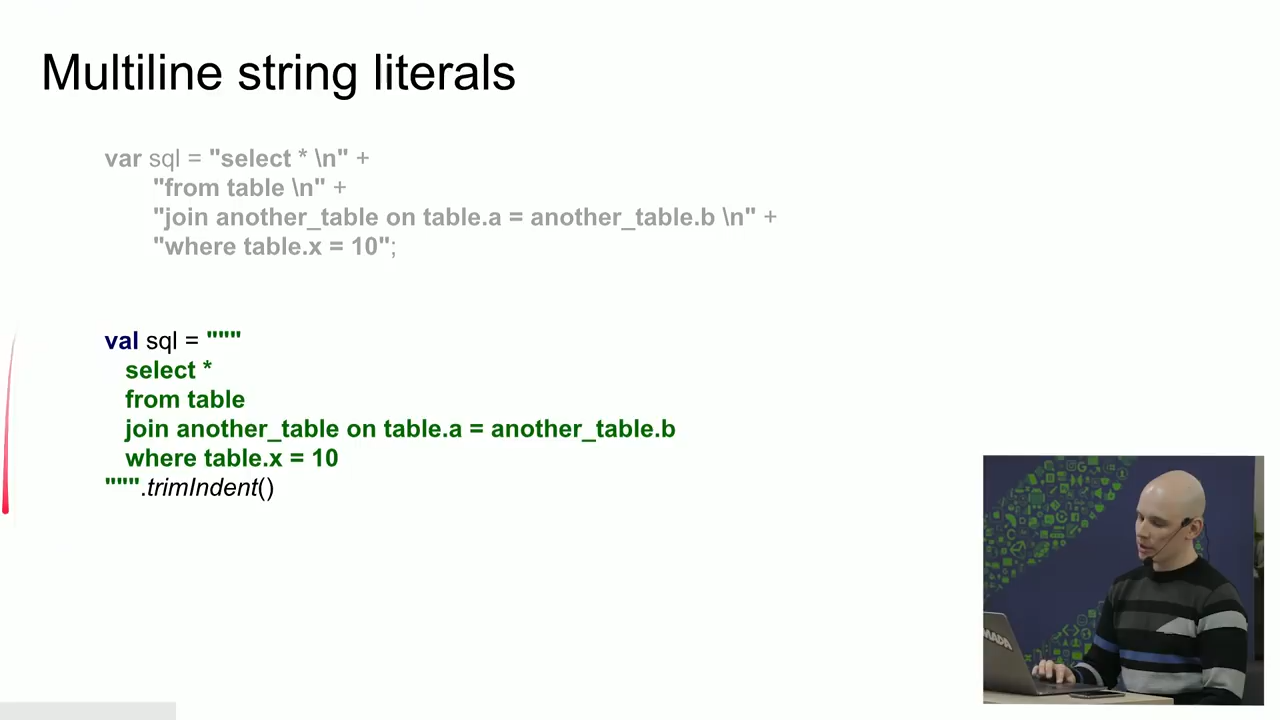 Multiline string literals
var sql = "select * \n" +
"from table \n" +
"join another_table on table.a = another_table.b \n" +
"where table.x = 10";
val sql = """
select *
from table
join another_table on table.a = another_table.b
where table.x = 10
""".trimIndent()